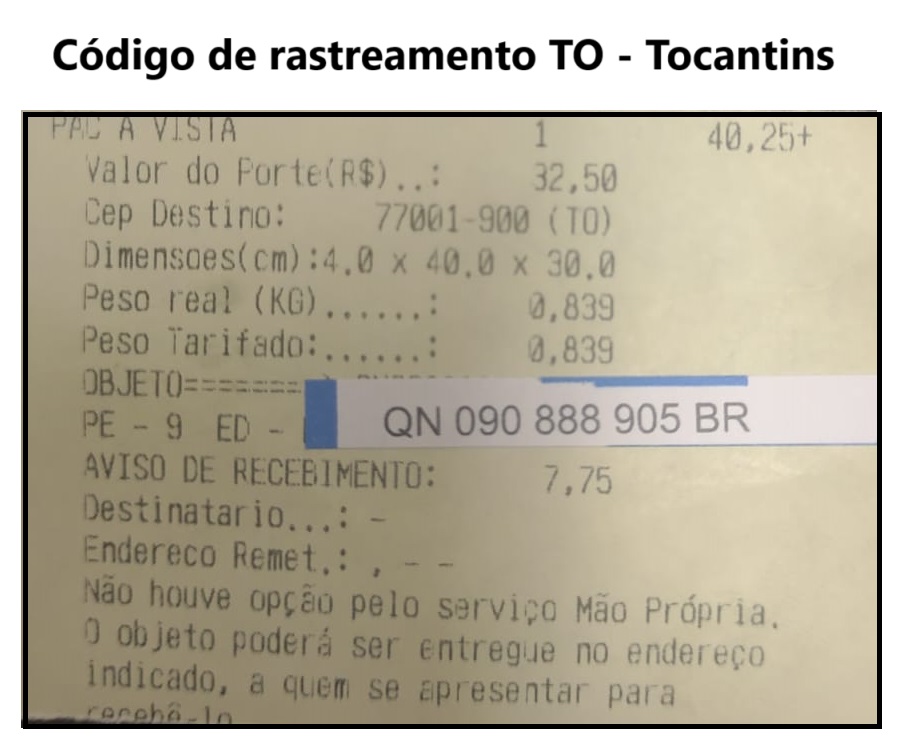 Código de rastreamento TO - Tocantins
PAC A VISTA 1 40,25+
Valor do Porte(R$)..: 32,50
Cep Destino: 77001-900 (TO)
Dimensoes(cm):4,0 x 40,0 x 30,0
Peso real (KG)......: 0,839
Peso Tarifado:......: 0,839
OBJETO=======
PE - 9 ED - QN 090 888 905 BR
AVISO DE RECEBIMENTO: 7,75
Destinatario...: -
Endereco Remet.: , - -
Não houve opção pelo serviço Mão Própria.
O objeto poderá ser entregue no endereço
indicado, a quem se apresentar para
recebê-lo